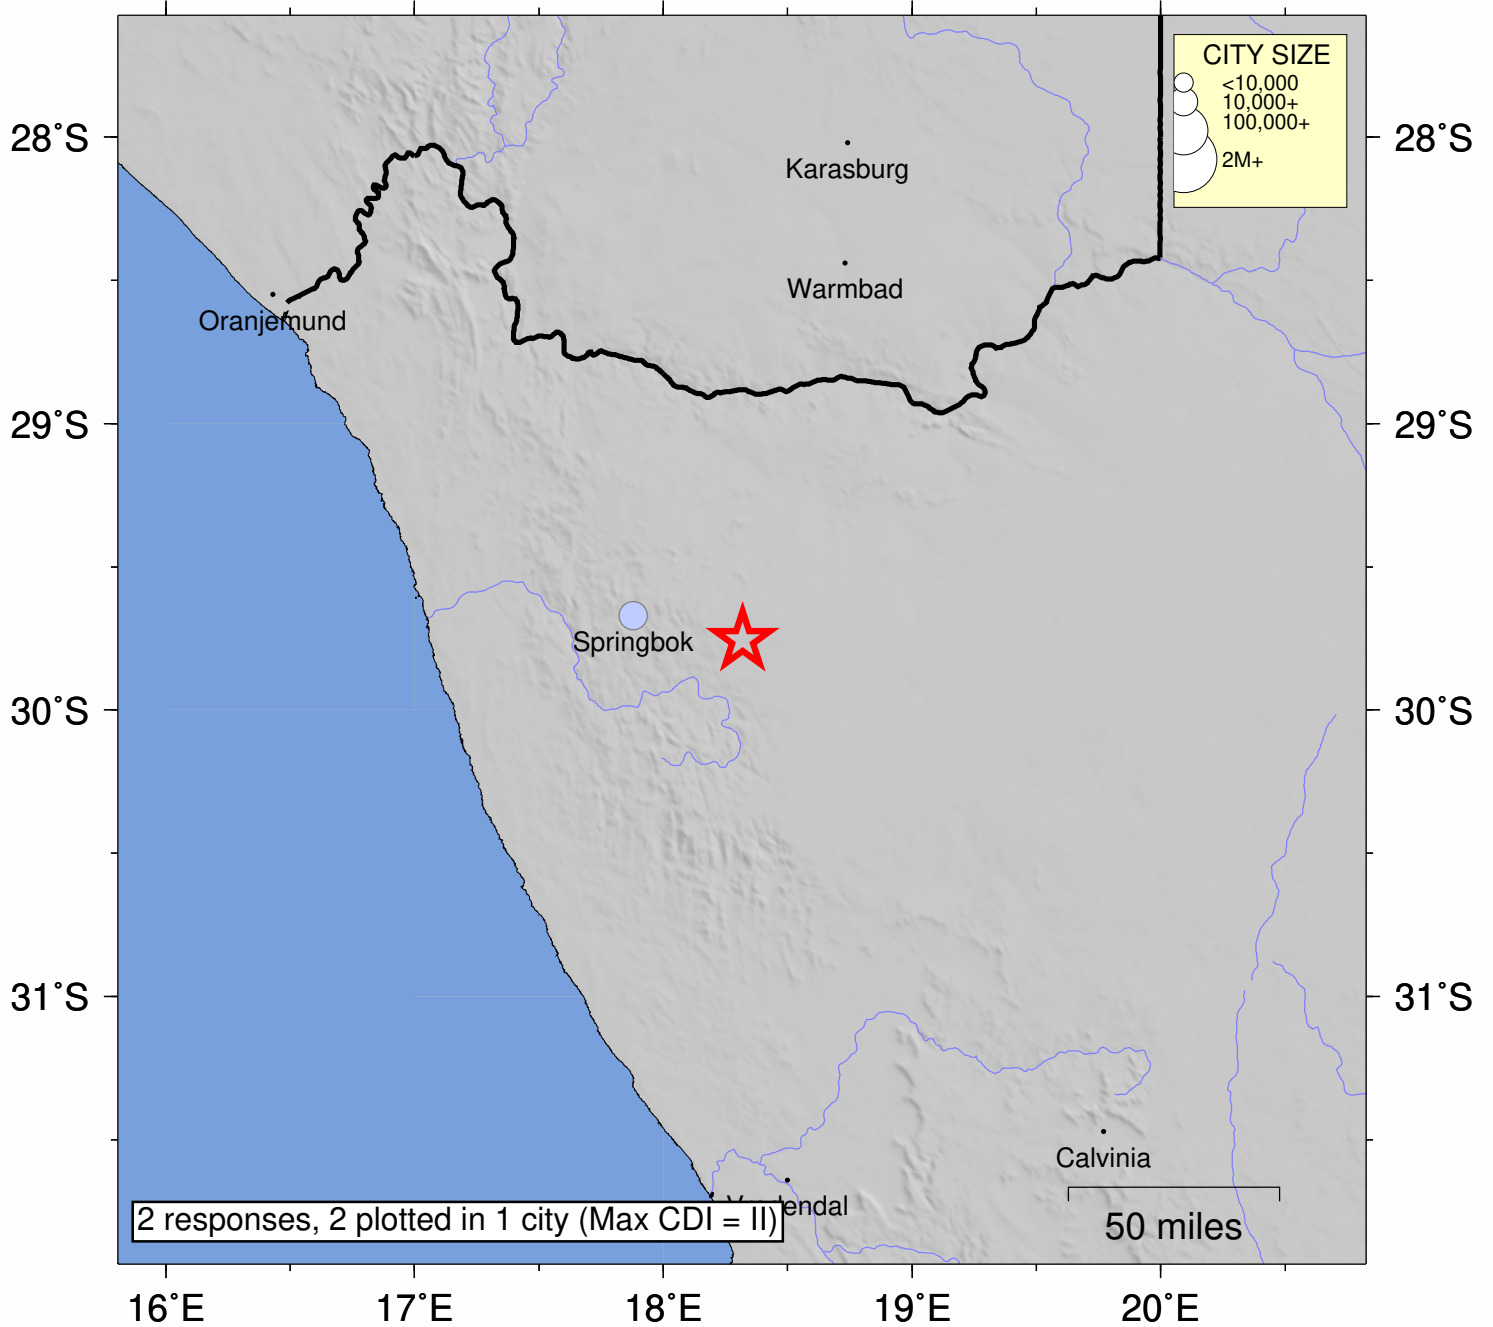 CITY SIZE
<10,000
10,000+
100,000+
2M+
28˚S
28˚S
Karasburg
Warmbad
Oranjemund
29˚S
29˚S
Springbok
30˚S
30˚S
31˚S
31˚S
Calvinia
2 responses, 2 plotted in 1 city (Max CDI = II)
50 miles
16˚E
17˚E
18˚E
19˚E
20˚E